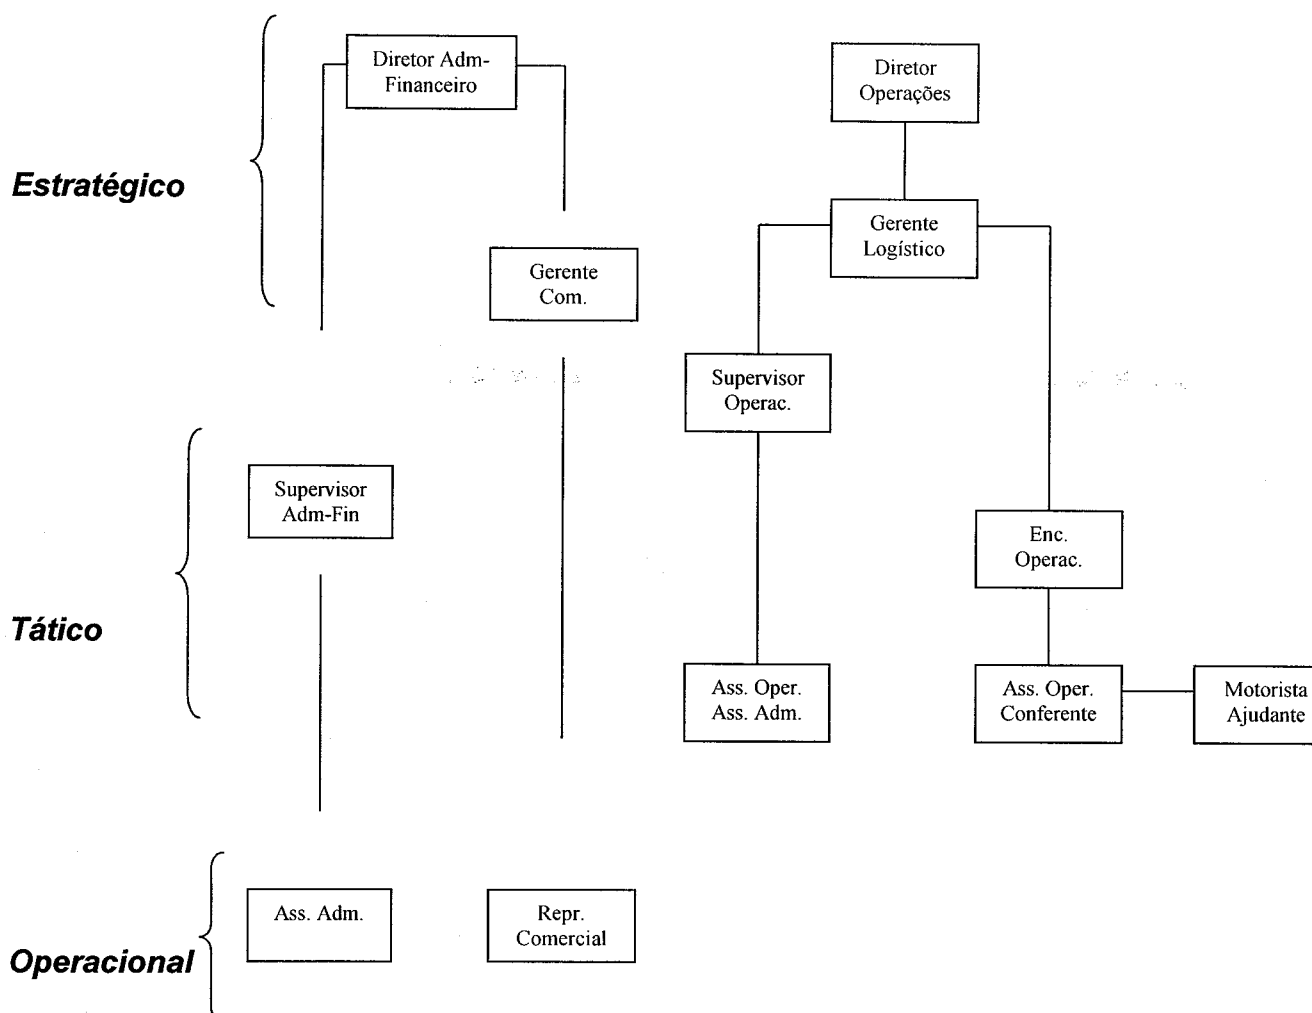 Diretor Adm-
Financeiro
Diretor
Operações
Estratégico
Gerente
Logístico
Gerente
Com.
Supervisor
Operac.
Supervisor
Adm-Fin
Enc.
Operac.
Tático
Ass. Oper.
Ass. Adm.
Ass. Oper.
Conferente
Motorista
Ajudante
Ass. Adm.
Repr.
Comercial
Operacional